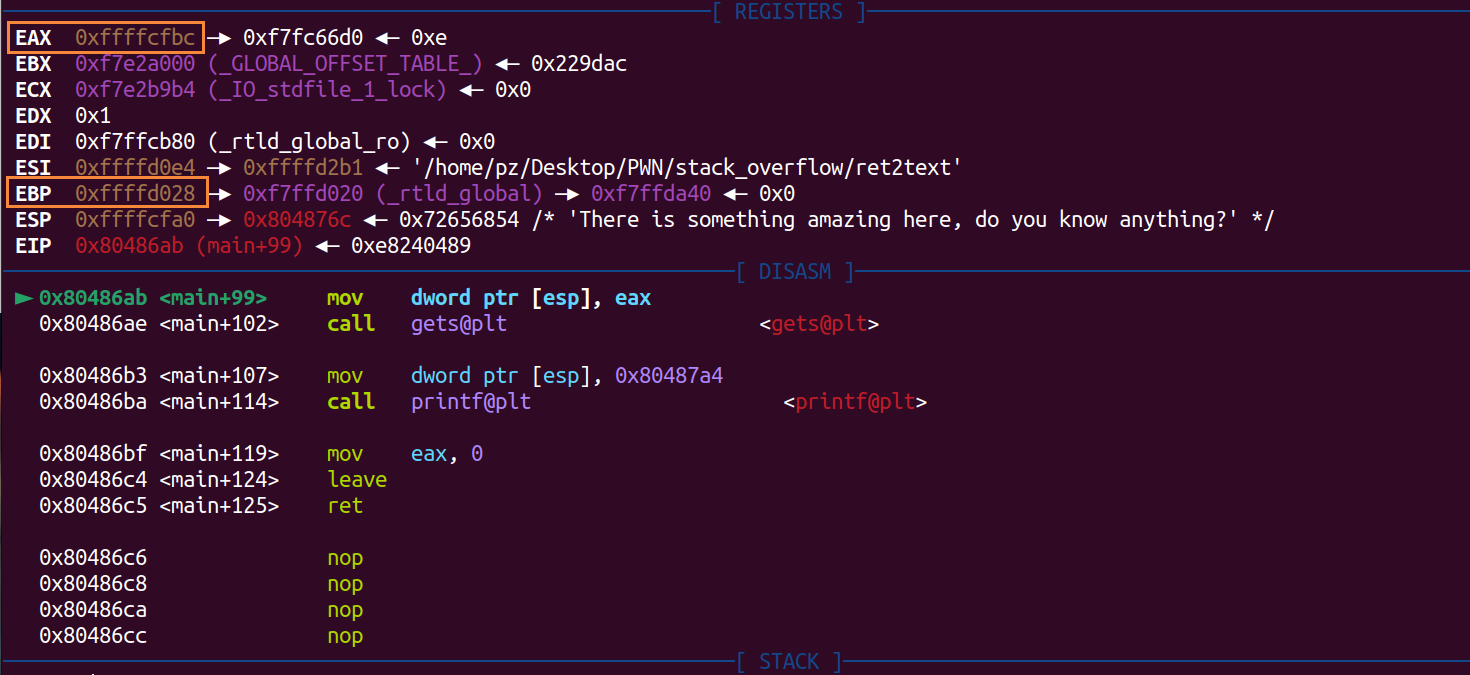 [ REGISTERS ]
EAX 0xffffcfbc —▸ 0xf7fc66d0 ◂— 0xe
EBX 0xf7e2a000 (_GLOBAL_OFFSET_TABLE_) ◂— 0x229dac
ECX 0xf7e2b9b4 (_IO_stdfile_1_lock) ◂— 0x0
EDX 0x1
EDI 0xf7ffcb80 (_rtld_global_ro) ◂— 0x0
ESI 0xffffd0e4 —▸ 0xffffd2b1 ◂— '/home/pz/Desktop/PWN/stack_overflow/ret2text'
EBP 0xffffd028 —▸ 0xf7ffd020 (_rtld_global) —▸ 0xf7ffda40 ◂— 0x0
ESP 0xffffcfa0 —▸ 0x804876c ◂— 0x72656854 /* 'There is something amazing here, do you know anything?' */
EIP 0x80486ab (main+99) ◂— 0xe8240489
[ DISASM ]
► 0x80486ab <main+99> mov dword ptr [esp], eax
0x80486ae <main+102> call gets@plt <gets@plt>
0x80486b3 <main+107> mov dword ptr [esp], 0x80487a4
0x80486ba <main+114> call printf@plt <printf@plt>
0x80486bf <main+119> mov eax, 0
0x80486c4 <main+124> leave
0x80486c5 <main+125> ret
0x80486c6 nop
0x80486c8 nop
0x80486ca nop
0x80486cc nop
[ STACK ]